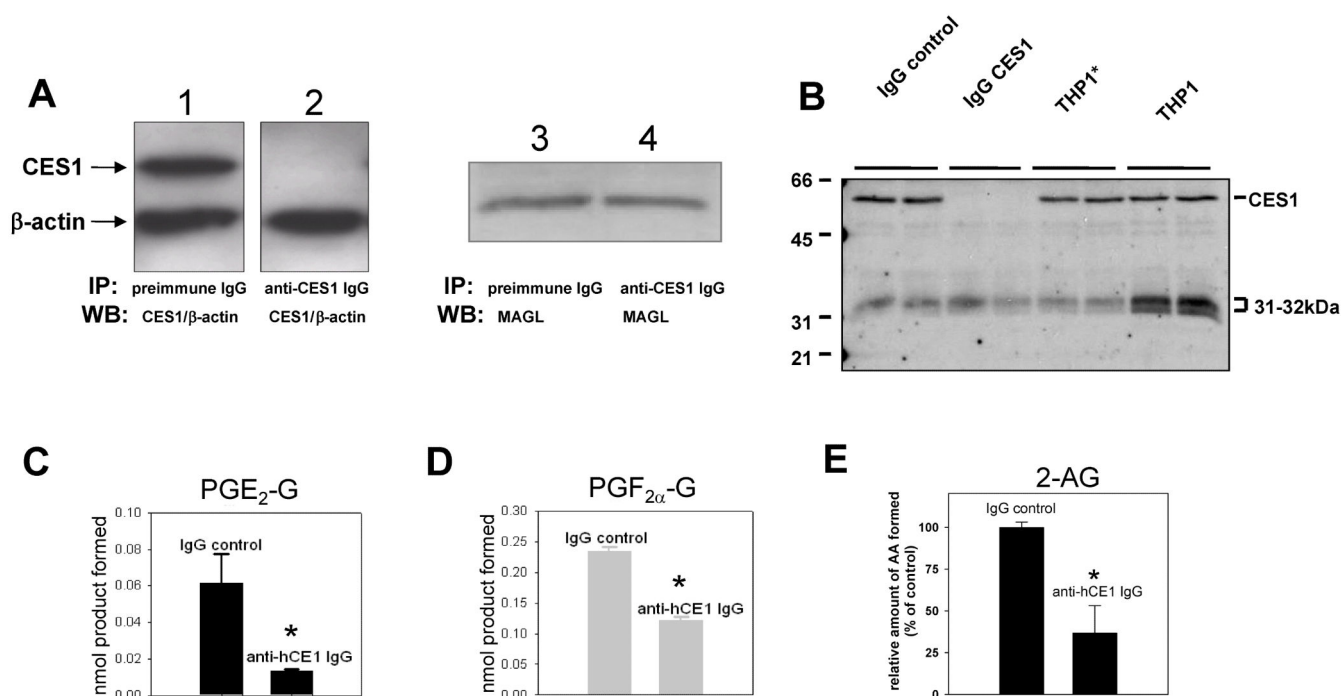 A
1
2
CES1
β-actin
IP: preimmune IgG anti-CES1 IgG
WB: CES1/β-actin CES1/β-actin
3
4
IP: preimmune IgG anti-CES1 IgG
WB: MAGL MAGL
B
IgG control
IgG CES1
THP1*
THP1
66
45
31
21
CES1
31-32kDa
C
PGE2-G
nmol product formed
0.10
0.08
0.06
0.04
0.02
0.00
IgG control
*
anti-hCE1 IgG
D
PGF2α-G
nmol product formed
0.30
0.25
0.20
0.15
0.10
0.05
0.00
IgG control
*
anti-hCE1 IgG
E
2-AG
relative amount of AA formed
(% of control)
100
75
50
25
0
IgG control
*
anti-hCE1 IgG